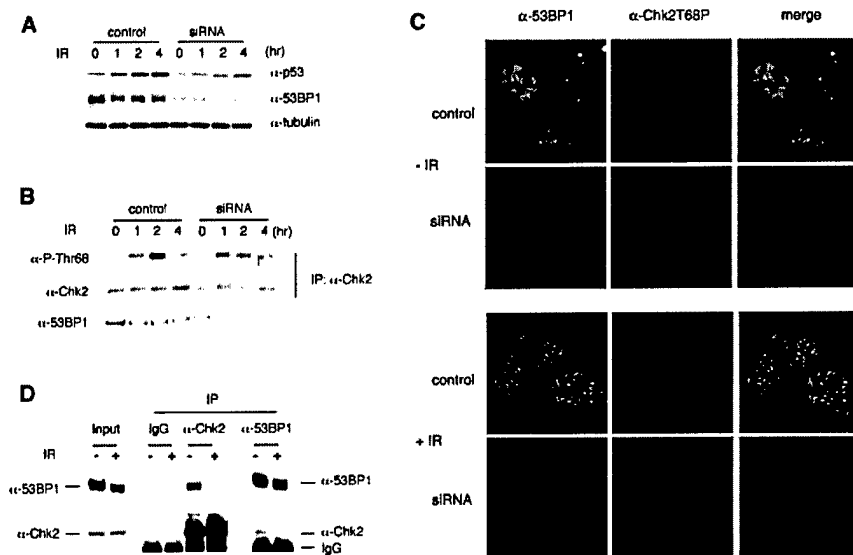 A
control siRNA
IR 0 1 2 4 0 1 2 4 (hr)
α-p53
α-53BP1
α-tubulin
B
control siRNA
IR 0 1 2 4 0 1 2 4 (hr)
α-P-Thr68
α-Chk2
IP: α-Chk2
α-53BP1
D
IP
Input IgG α-Chk2 α-53BP1
IR - + - + - + - +
α-53BP1 α-53BP1
α-Chk2 α-Chk2
IgG
C
α-53BP1 α-Chk2T68P merge
control
- IR
siRNA
control
+ IR
siRNA